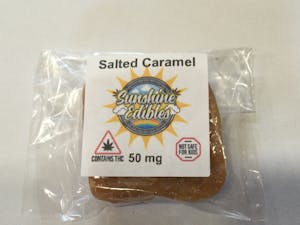 Salted Caramel
Sunshine
Edibles
CONTAINS THC
50 mg
NOT SAFE
FOR KIDS